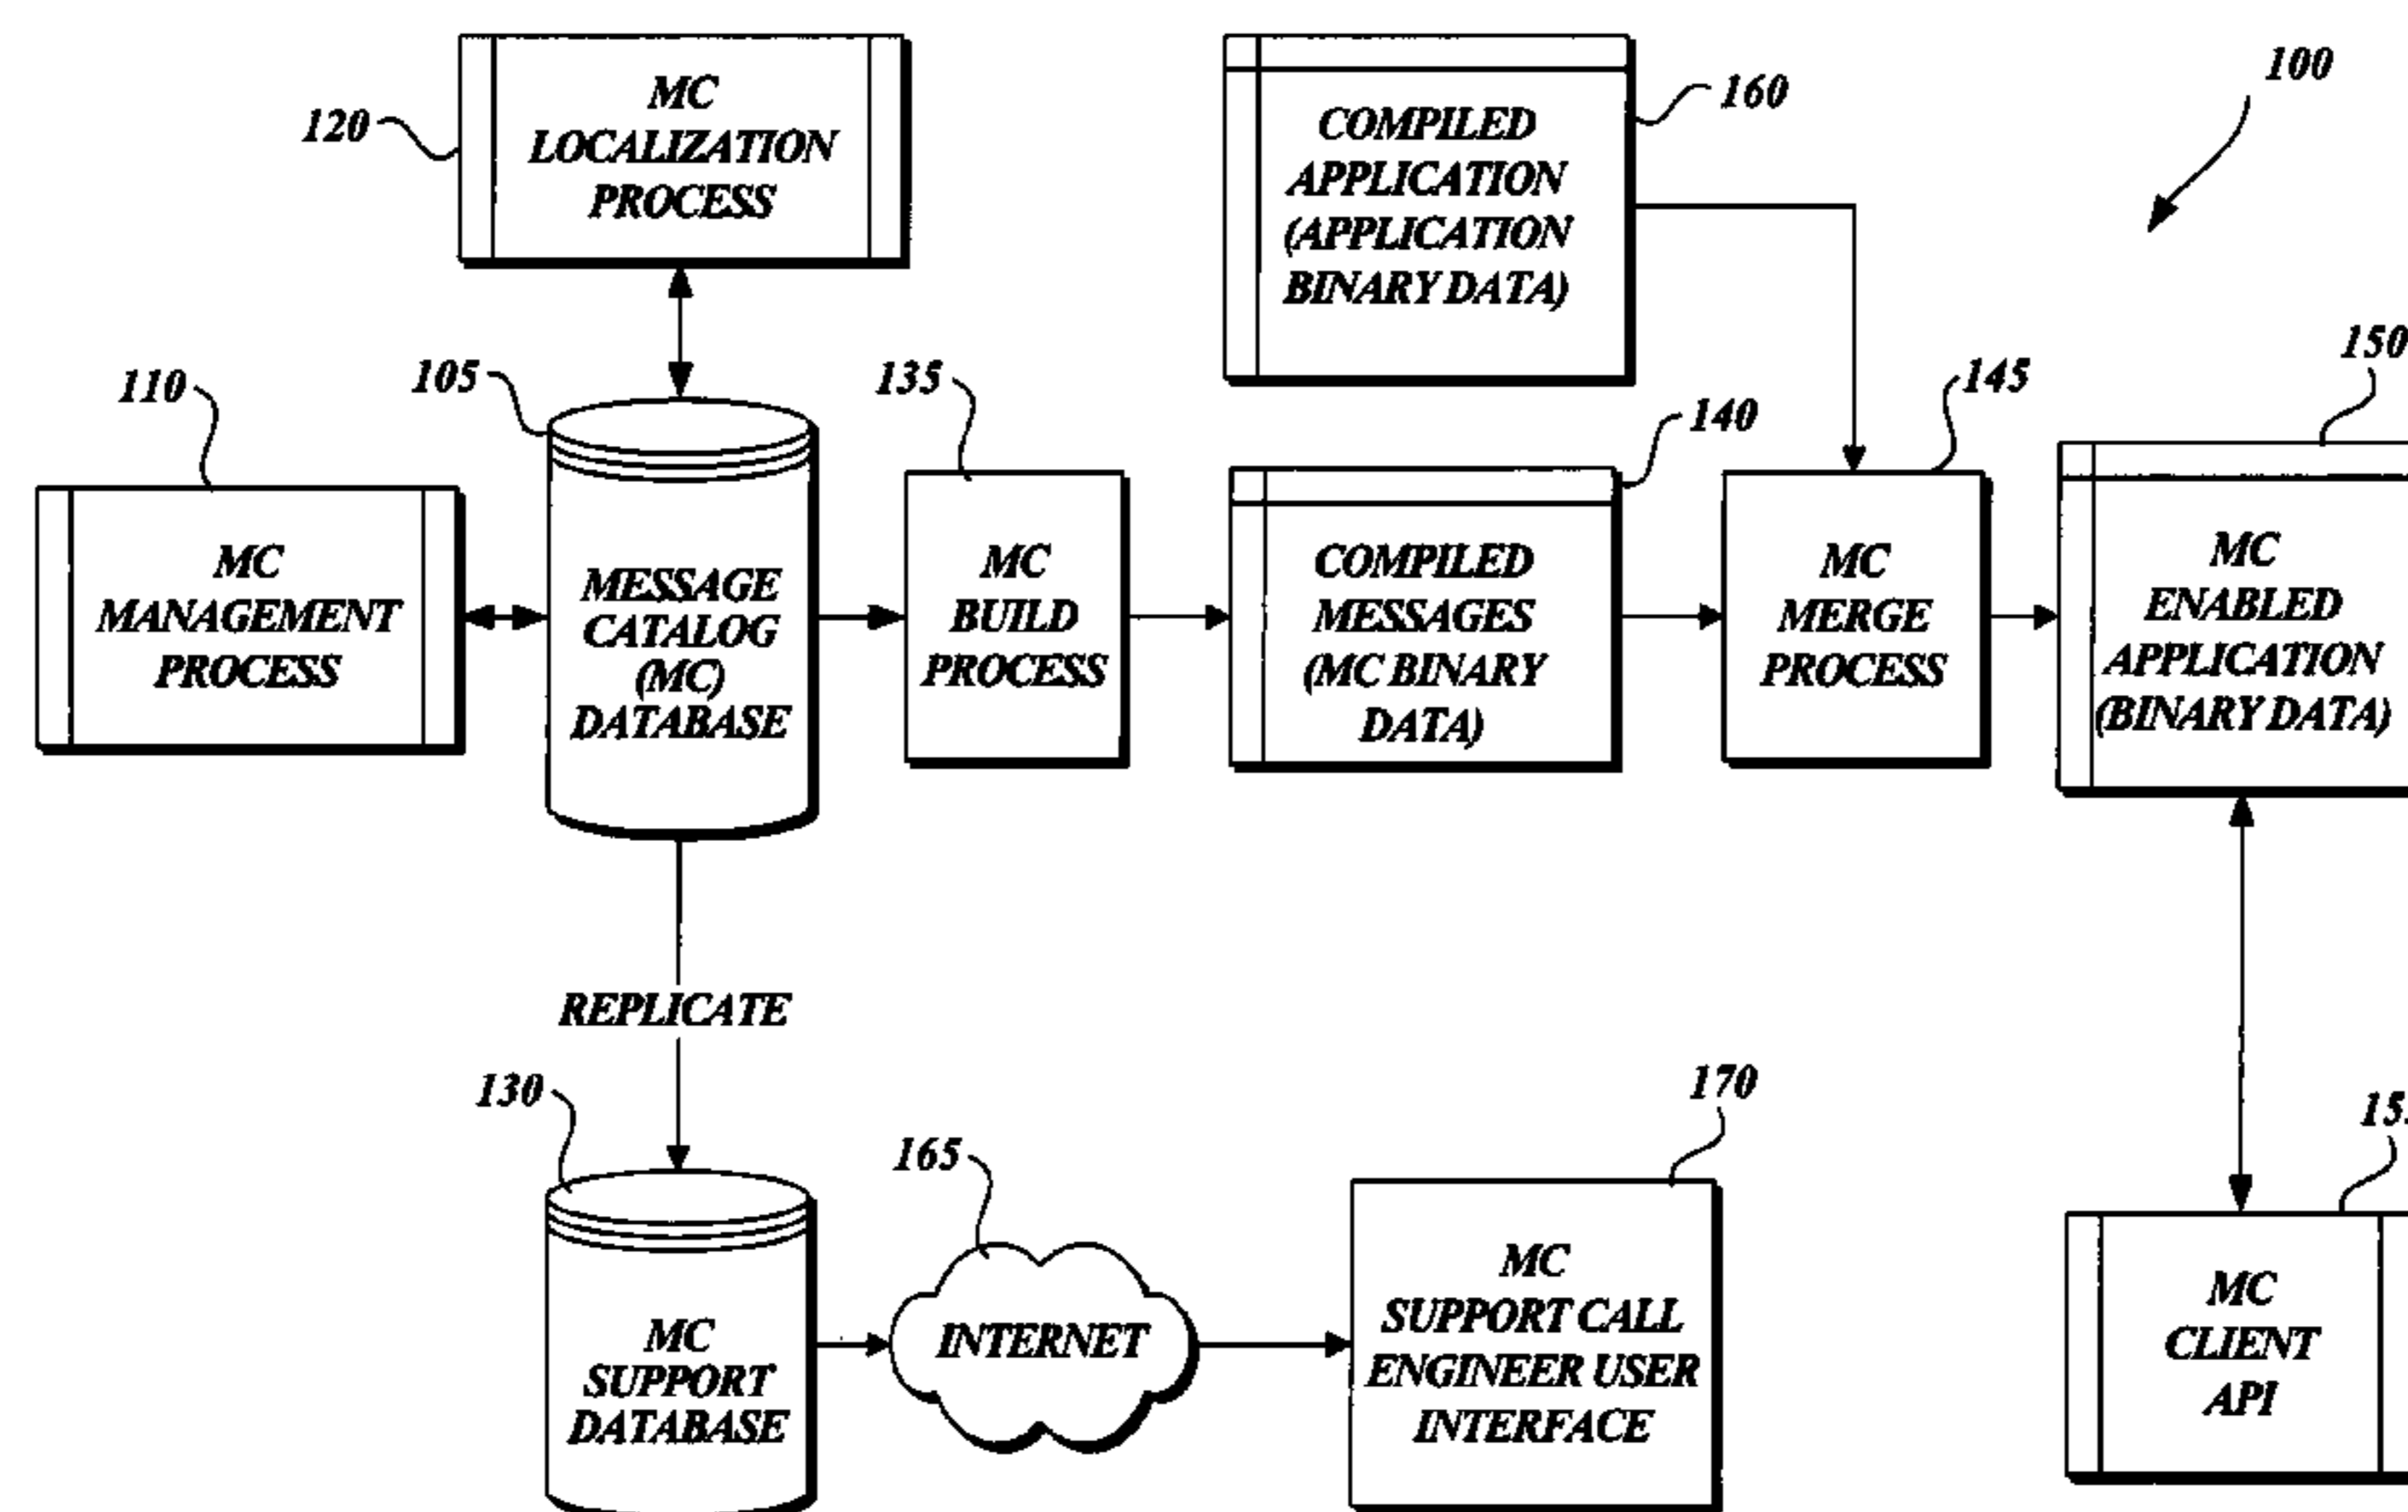 MC
LOCALIZATION
PROCESS
120
COMPILED
APPLICATION
(APPLICATION
BINARY DATA)
160
100
110
105
135
140
145
150
MC
MANAGEMENT
PROCESS
MESSAGE
CATALOG
(MC)
DATABASE
MC
BUILD
PROCESS
COMPILED
MESSAGES
(MC BINARY
DATA)
MC
MERGE
PROCESS
MC
ENABLED
APPLICATION
(BINARY DATA)
REPLICATE
130
165
170
MC
SUPPORT
DATABASE
INTERNET
MC
SUPPORT CALL
ENGINEER USER
INTERFACE
MC
CLIENT
API